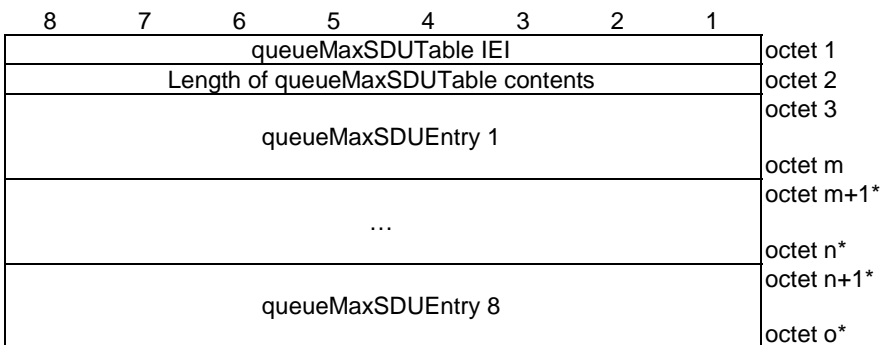 8 7 6 5 4 3 2 1
queueMaxSDUTable IEI octet 1
Length of queueMaxSDUTable contents octet 2
octet 3
queueMaxSDUEntry 1
octet m
octet m+1*
…
octet n*
octet n+1*
queueMaxSDUEntry 8
octet o*